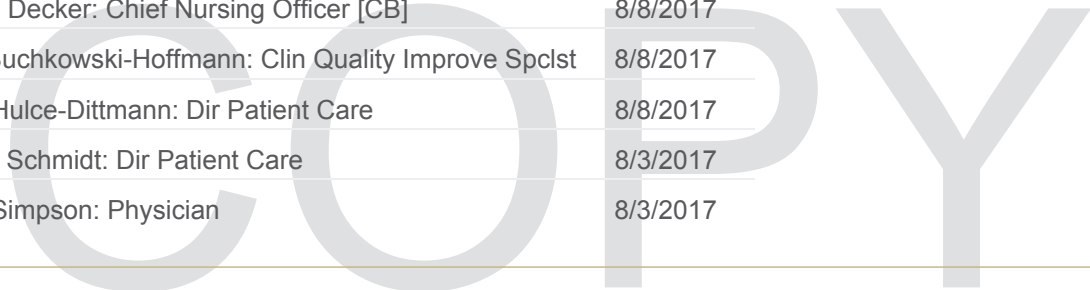 Decker: Chief Nursing Officer [CB] 8/8/2017
Suchkowski-Hoffmann: Clin Quality Improve Spclst 8/8/2017
Hulce-Dittmann: Dir Patient Care 8/8/2017
Schmidt: Dir Patient Care 8/3/2017
Simpson: Physician 8/3/2017
COPY